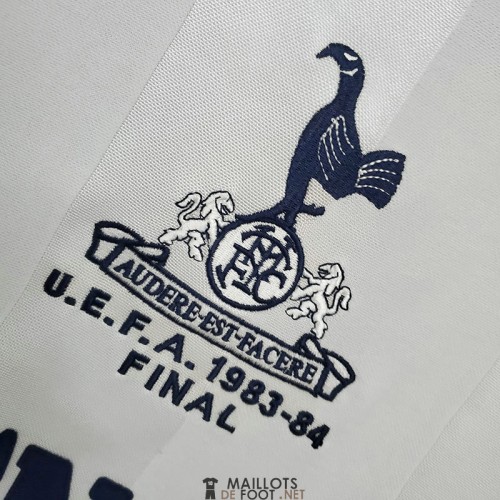 AUDERE-EST-FACERE
U.E.F.A. 1983-84
FINAL
MAILLOTS
DE FOOT.NET